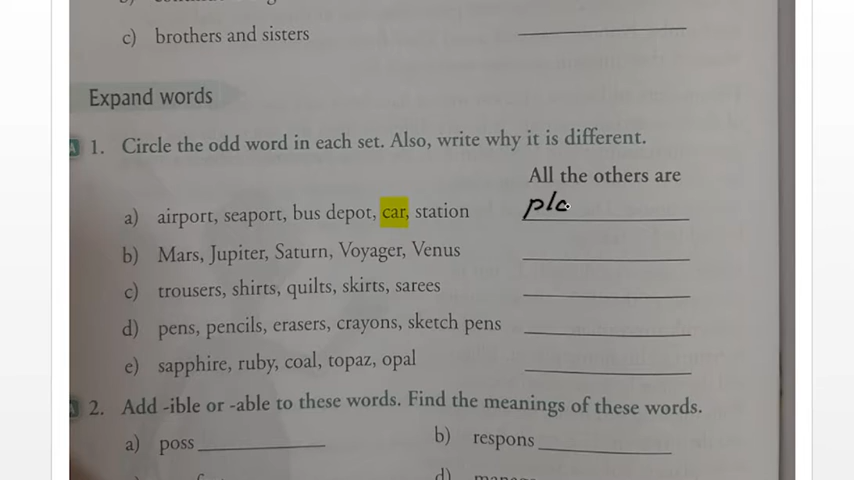 c) brothers and sisters
Expand words
A 1. Circle the odd word in each set. Also, write why it is different.
All the others are
a) airport, seaport, bus depot, car, station
pla
b) Mars, Jupiter, Saturn, Voyager, Venus
c) trousers, shirts, quilts, skirts, sarees
d) pens, pencils, erasers, crayons, sketch pens
e) sapphire, ruby, coal, topaz, opal
2. Add -ible or -able to these words. Find the meanings of these words.
a) poss
b) respons
d)